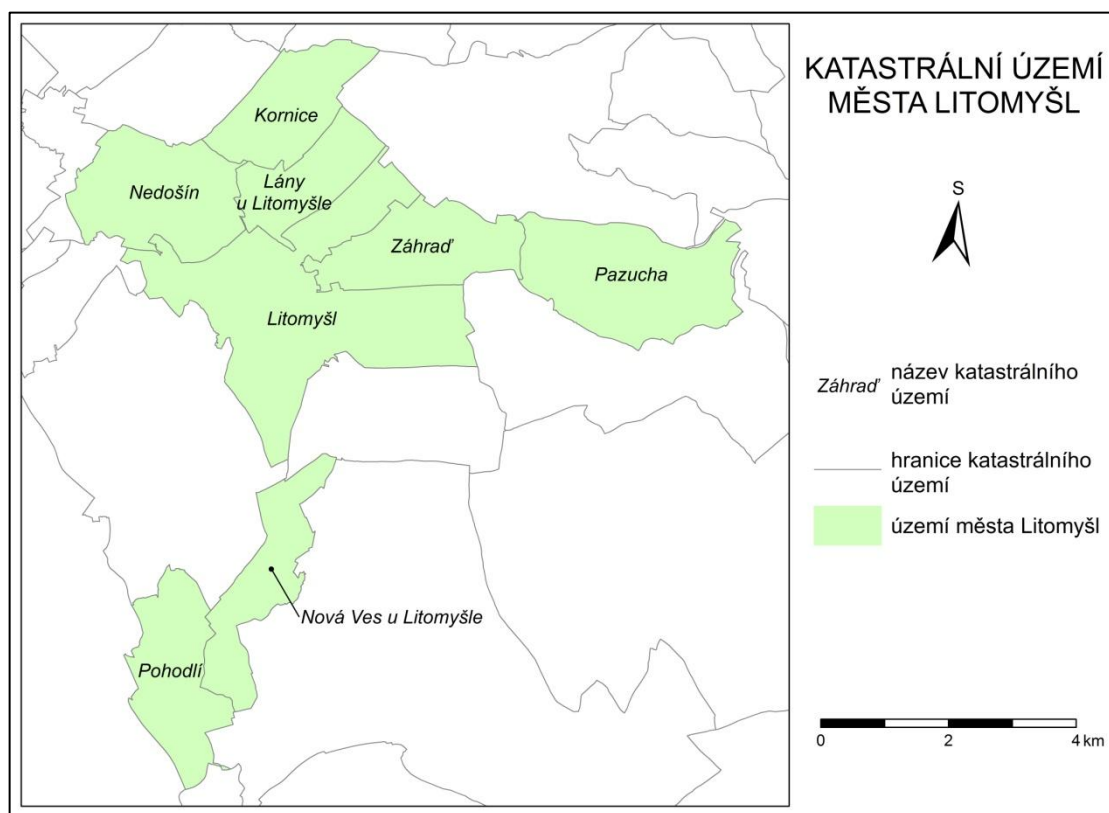 KATASTRÁLNÍ ÚZEMÍ
MĚSTA LITOMYŠL
S
Kornice
Nedošín
Lány
u Litomyšle
Záhraď
Pazucha
Litomyšl
Nová Ves u Litomyšle
Pohodlí
Záhraď
název katastrálního
území
hranice katastrálního
území
území města Litomyšl
0 2 4 km